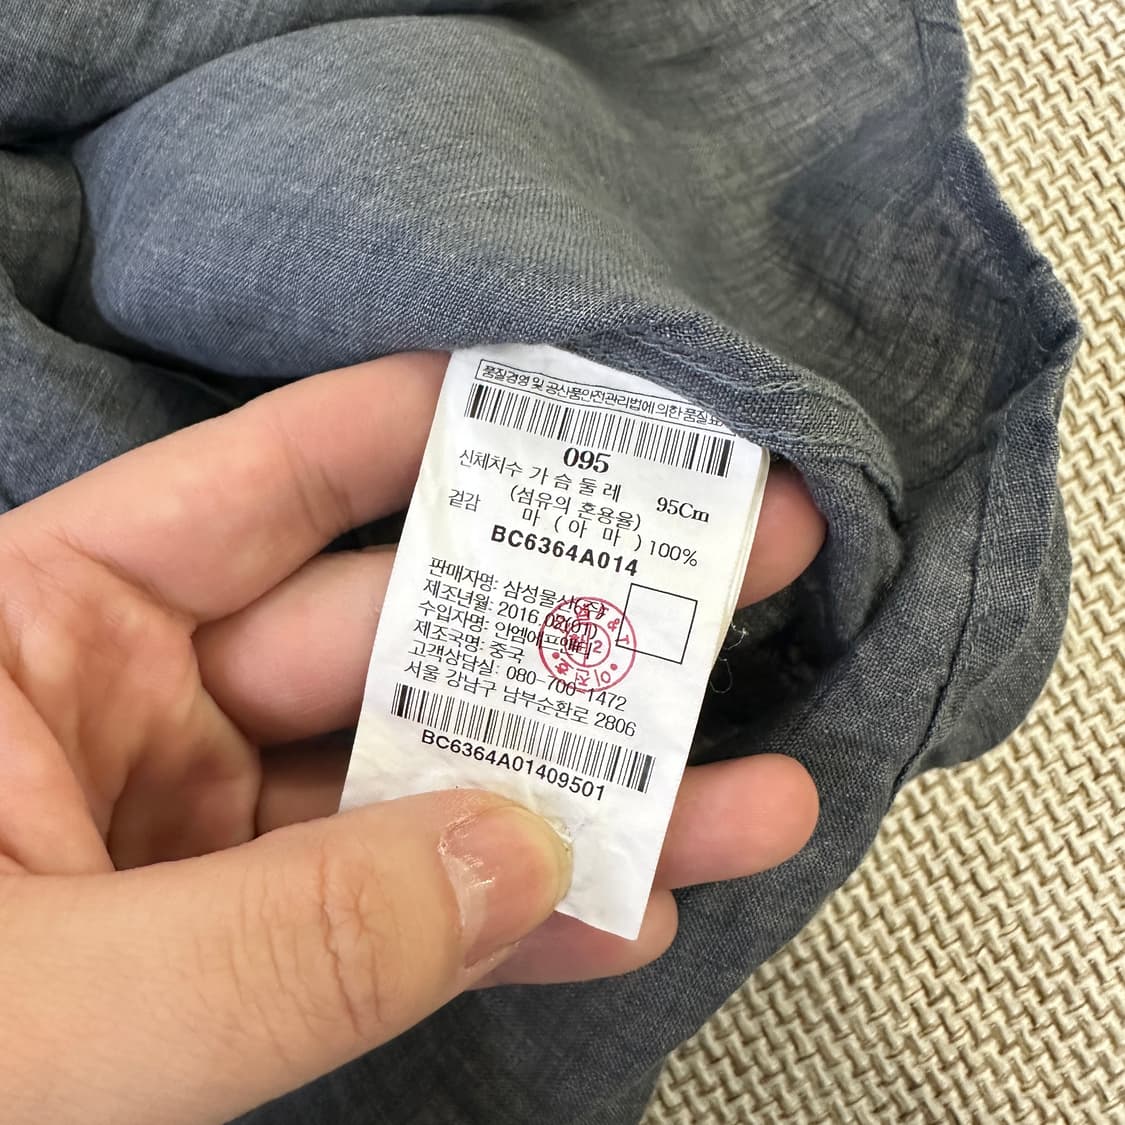 품질경영 및 공산품안전관리법에 의한 품질표
095
신체치수 가 슴 둘 레 95Cm
(섬유의 혼용율)
겉감 마 ( 아 마 ) 100%
BC6364A014
판매자명: 삼성물산(주)
제조년월: 2016.02(01)
수입자명: 안엠에프앤티
제조국명: 중국
고객상담실: 080-700-1472
서울 강남구 남부순환로 2806
BC6364A01409501